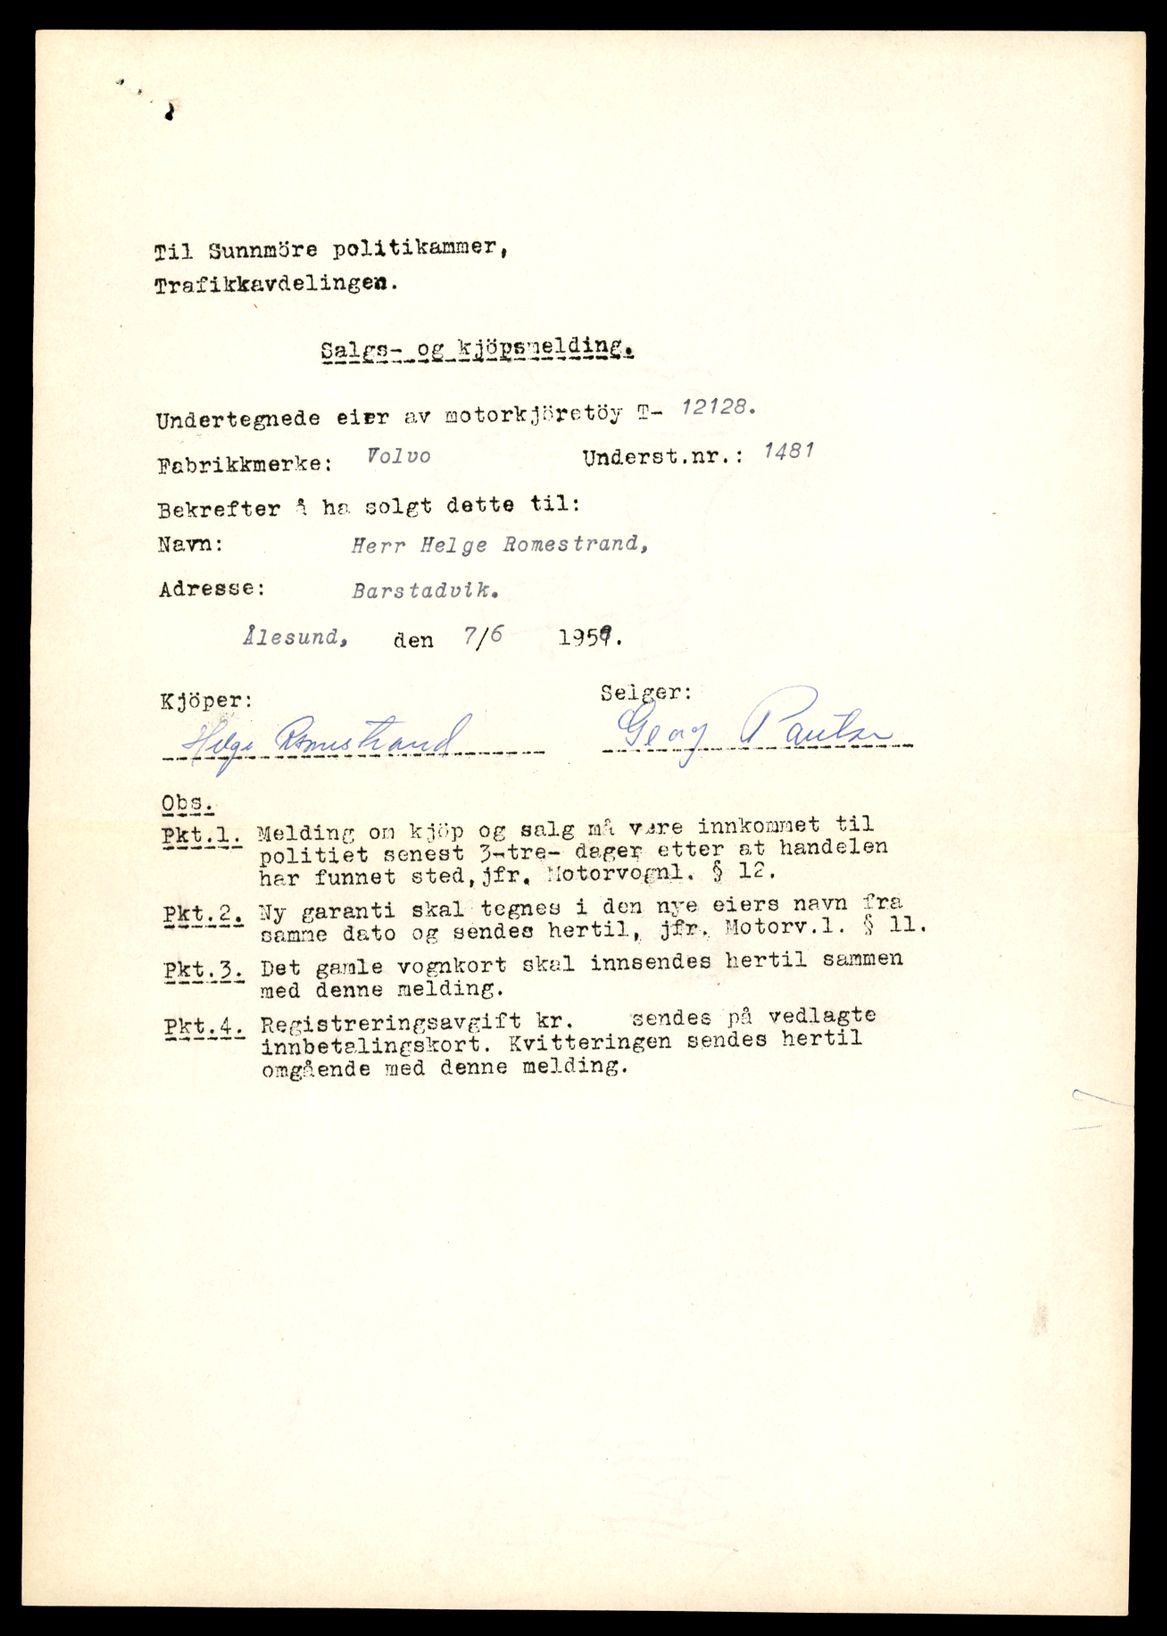 Til Sunnmöre politikammer,
Trafikkavdelingen.
Salgs- og kjöpsmelding.
Undertegnede eier av motorkjöretöy T- 12128.
Fabrikkmerke: Volvo Underst.nr.: 1481
Bekrefter å ha solgt dette til:
Navn: Herr Helge Romestrand,
Adresse: Barstadvik.
Ålesund, den 7/6 1959.
Kjöper: Selger:
Helge Romestrand Georg Paulsen
Obs.
Pkt.1. Melding om kjöp og salg må være innkommet til
politiet senest 3-tre- dager etter at handelen
har funnet sted, jfr. Motorvognl. § 12.
Pkt.2. Ny garanti skal tegnes i den nye eiers navn fra
samme dato og sendes hertil, jfr. Motorv.l. § 11.
Pkt.3. Det gamle vognkort skal innsendes hertil sammen
med denne melding.
Pkt.4. Registreringsavgift kr. sendes på vedlagte
innbetalingskort. Kvitteringen sendes hertil
omgående med denne melding.